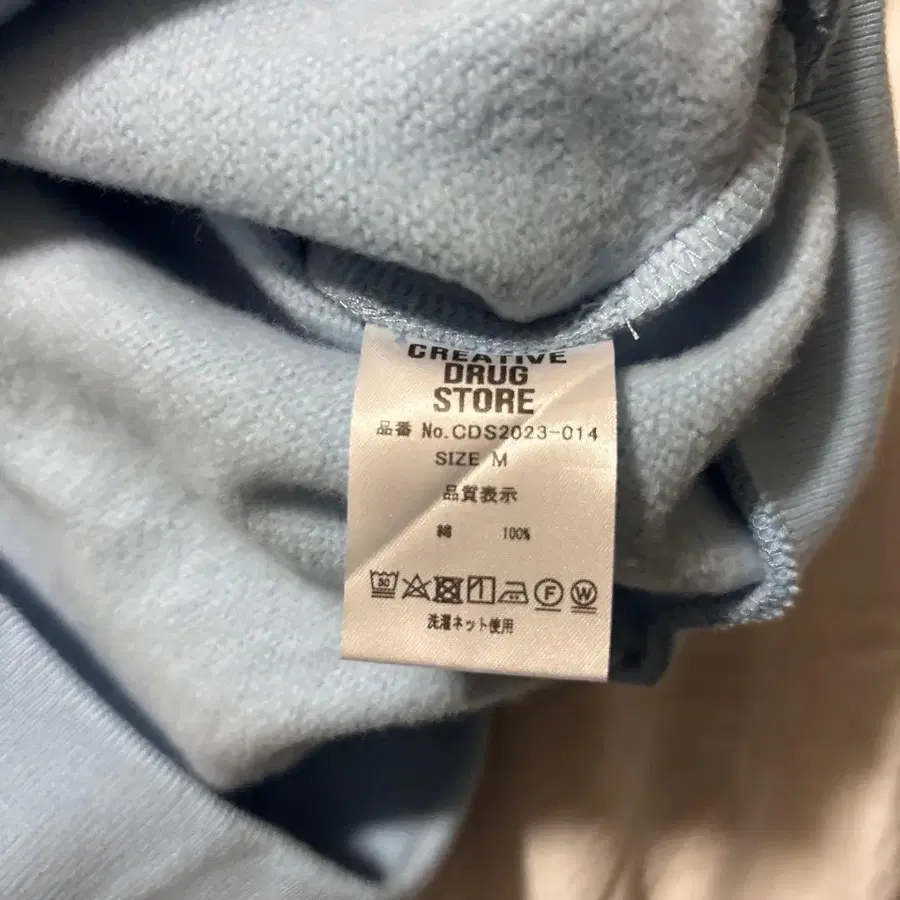 CREATIVE
DRUG
STORE
品番 No.CDS2023-014
SIZE M
品質表示
綿 100%
30
F W
洗濯ネット使用